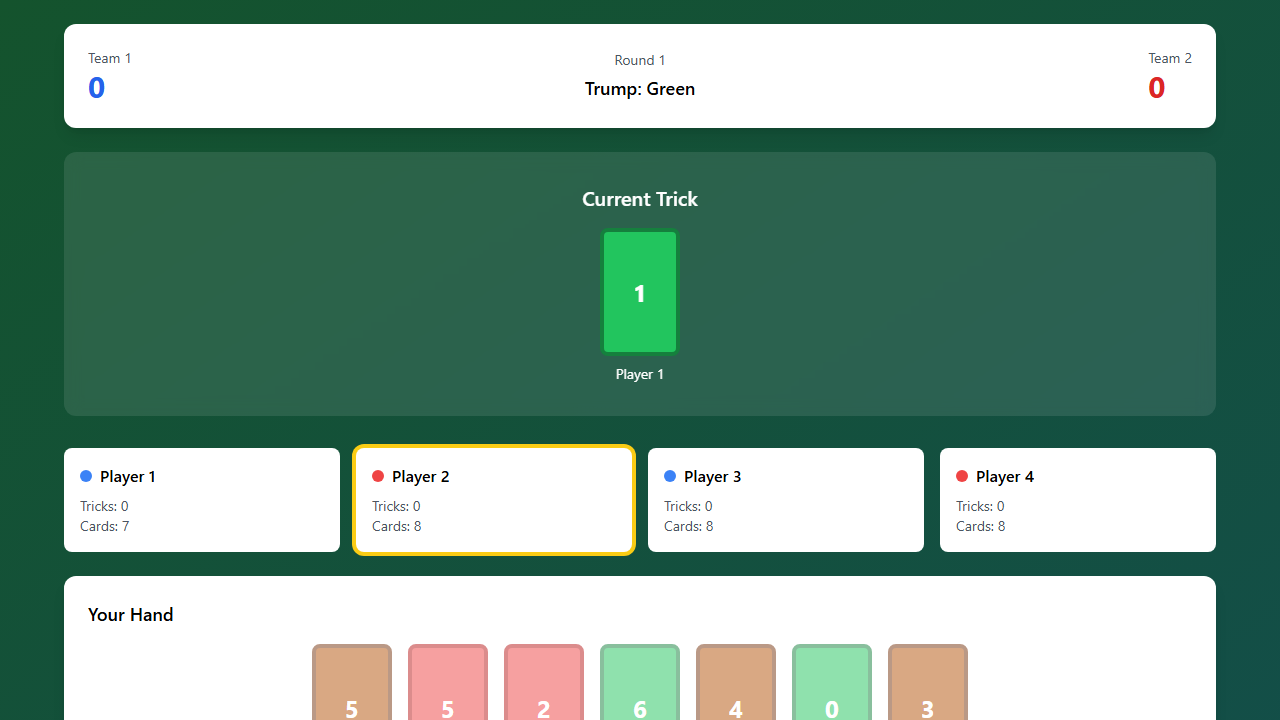 Team 1
0
Round 1
Trump: Green
Team 2
0
Current Trick
1
Player 1
Player 1
Tricks: 0
Cards: 7
Player 2
Tricks: 0
Cards: 8
Player 3
Tricks: 0
Cards: 8
Player 4
Tricks: 0
Cards: 8
Your Hand
5 5 2 6 4 0 3